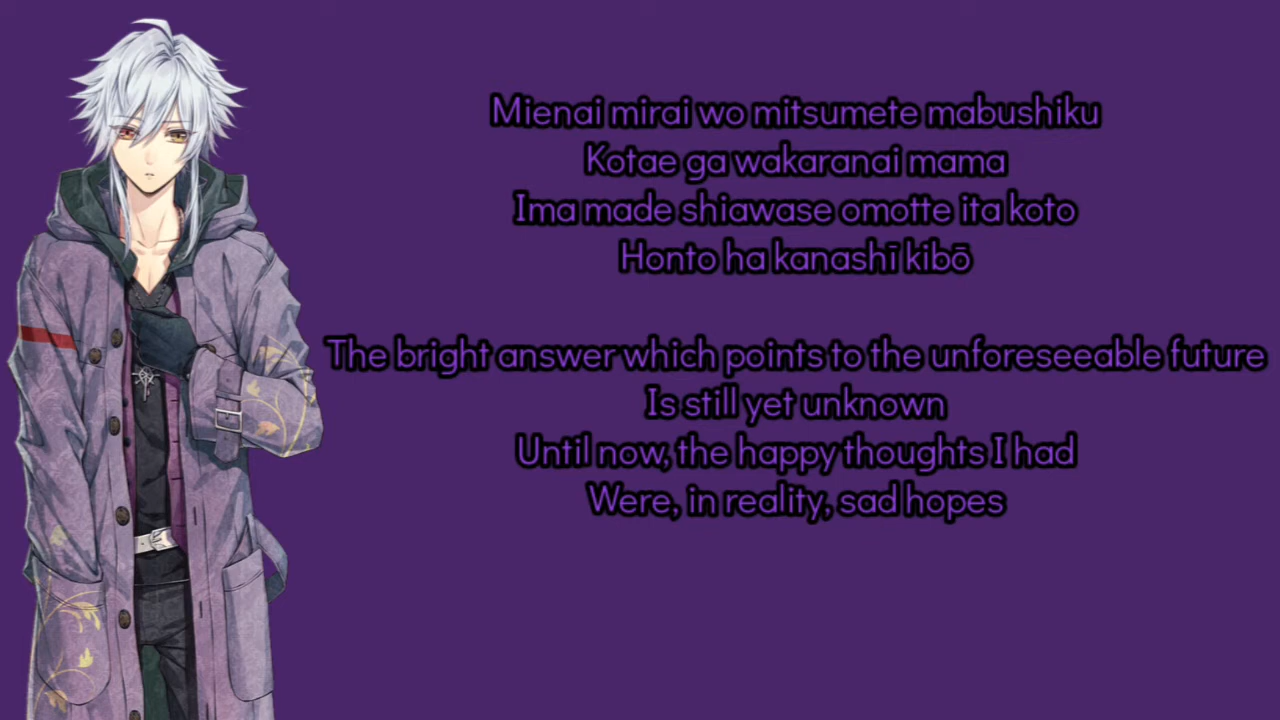 Mienai mirai wo mitsumete mabushiku
Kotae ga wakaranai mama
Ima made shiawase omotte ita koto
Honto ha kanashī kibō
The bright answer which points to the unforeseeable future
Is still yet unknown
Until now, the happy thoughts I had
Were, in reality, sad hopes